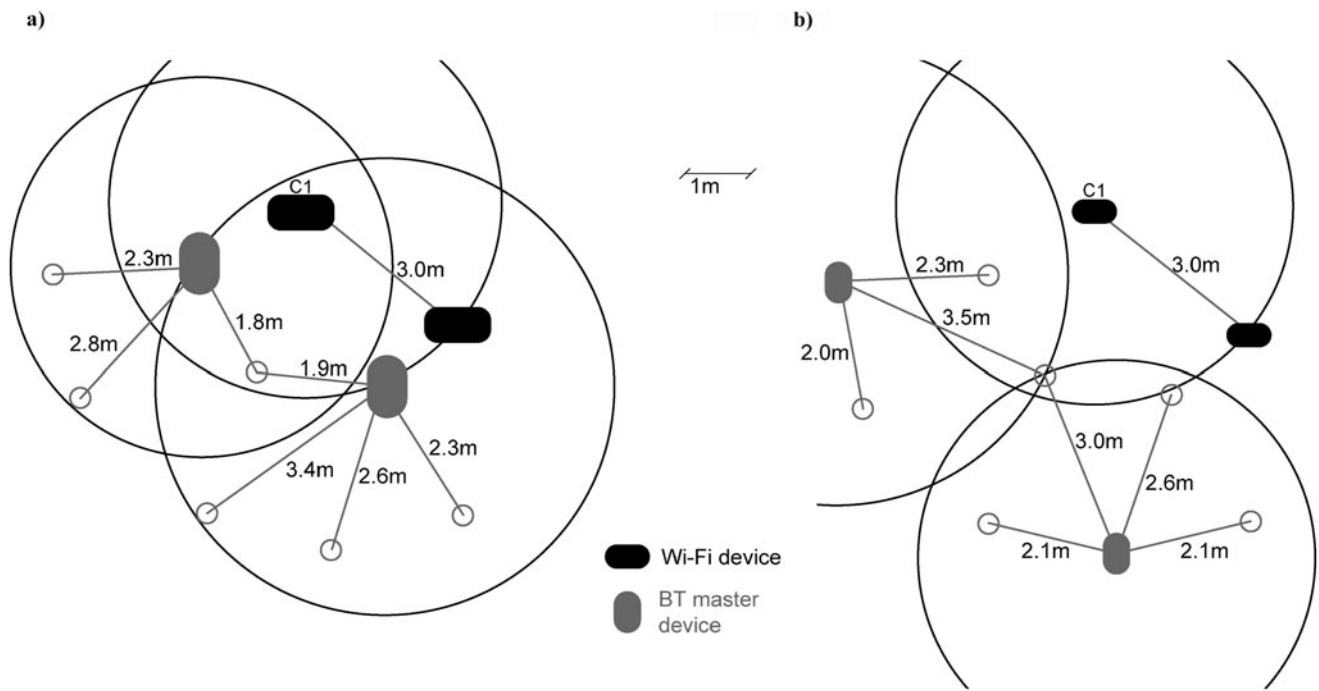 a)
C1
2.3m
3.0m
2.8m
1.8m
1.9m
3.4m
2.6m
2.3m
1m
Wi-Fi device
BT master
device
b)
C1
2.3m
3.0m
3.5m
2.0m
3.0m
2.6m
2.1m
2.1m